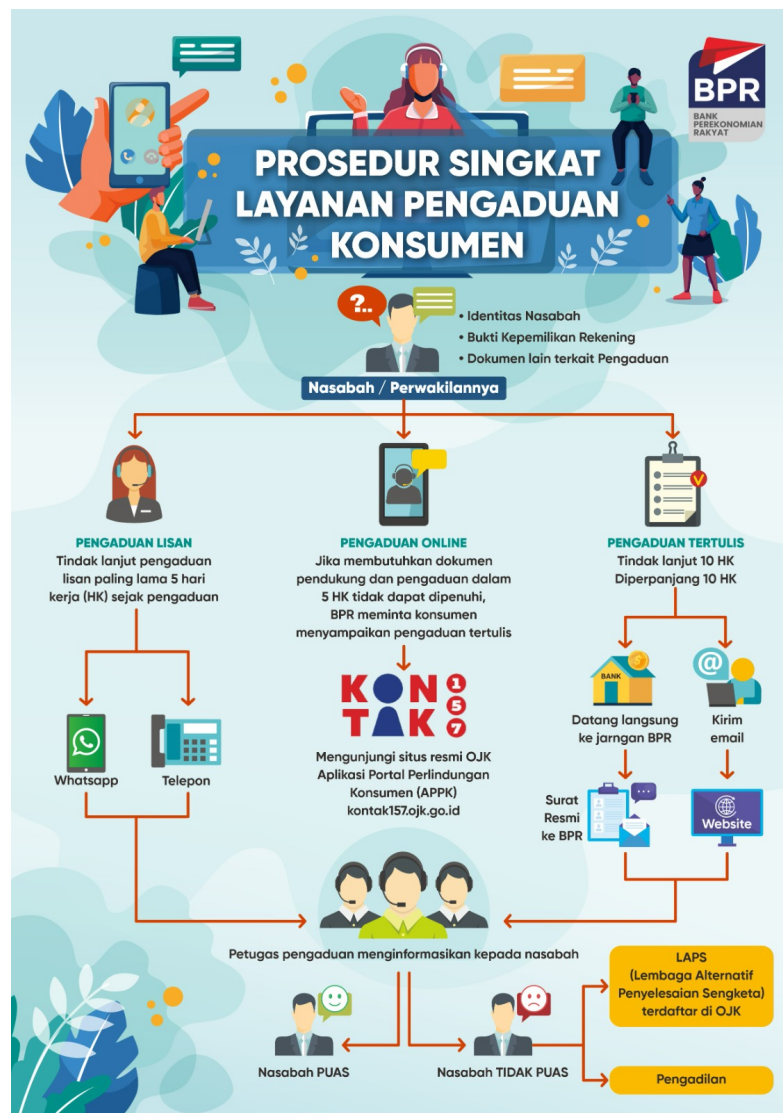 BPR
BANK
PEREKONOMIAN
RAKYAT
PROSEDUR SINGKAT
LAYANAN PENGADUAN
KONSUMEN
?..
• Identitas Nasabah
• Bukti Kepemilikan Rekening
• Dokumen lain terkait Pengaduan
Nasabah / Perwakilannya
PENGADUAN LISAN
Tindak lanjut pengaduan
lisan paling lama 5 hari
kerja (HK) sejak pengaduan
Whatsapp
Telepon
PENGADUAN ONLINE
Jika membutuhkan dokumen
pendukung dan pengaduan dalam
5 HK tidak dapat dipenuhi,
BPR meminta konsumen
menyampaikan pengaduan tertulis
KONTAK 157
Mengunjungi situs resmi OJK
Aplikasi Portal Perlindungan
Konsumen (APPK)
kontak157.ojk.go.id
PENGADUAN TERTULIS
Tindak lanjut 10 HK
Diperpanjang 10 HK
BANK
@
Datang langsung
ke jarngan BPR
Kirim
email
Surat
Resmi
ke BPR
Website
Petugas pengaduan menginformasikan kepada nasabah
Nasabah PUAS
Nasabah TIDAK PUAS
LAPS
(Lembaga Alternatif
Penyelesaian Sengketa)
terdaftar di OJK
Pengadilan